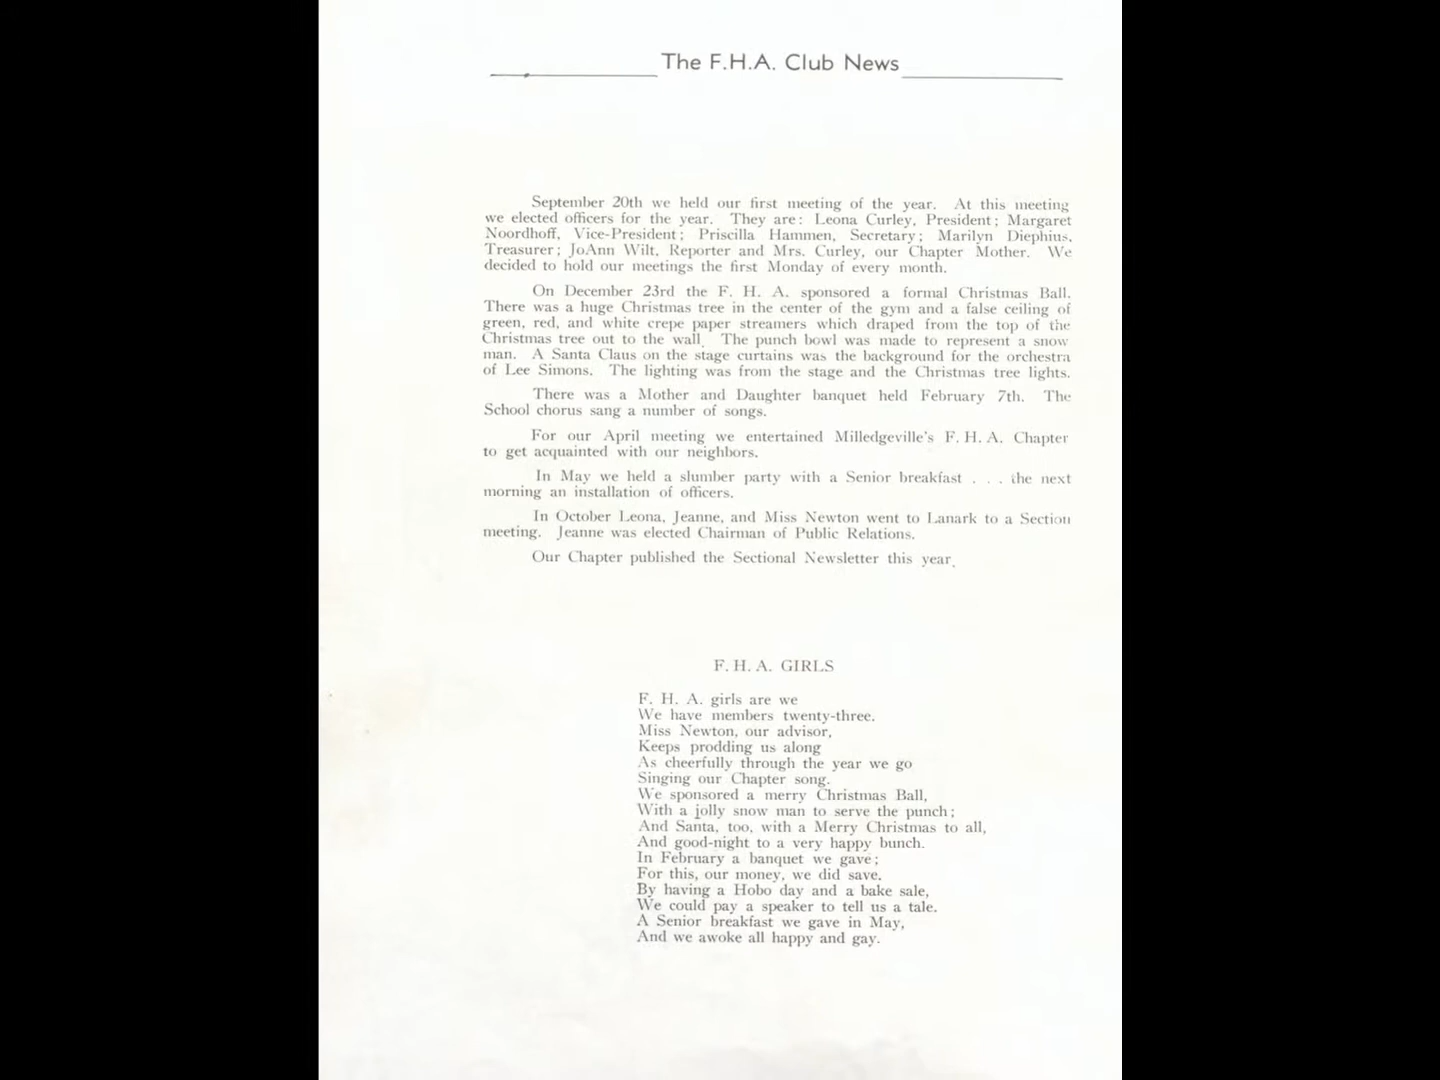 The F.H.A. Club News
September 20th we held our first meeting of the year. At this meeting
we elected officers for the year. They are: Leona Curley, President; Margaret
Noordhoff, Vice-President; Priscilla Hammen, Secretary; Marilyn Diephius,
Treasurer; JoAnn Wilt, Reporter and Mrs. Curley, our Chapter Mother. We
decided to hold our meetings the first Monday of every month.
On December 23rd the F. H. A. sponsored a formal Christmas Ball.
There was a huge Christmas tree in the center of the gym and a false ceiling of
green, red, and white crepe paper streamers which draped from the top of the
Christmas tree out to the wall. The punch bowl was made to represent a snow
man. A Santa Claus on the stage curtains was the background for the orchestra
of Lee Simons. The lighting was from the stage and the Christmas tree lights.
There was a Mother and Daughter banquet held February 7th. The
School chorus sang a number of songs.
For our April meeting we entertained Milledgeville's F. H. A. Chapter
to get acquainted with our neighbors.
In May we held a slumber party with a Senior breakfast . . . the next
morning an installation of officers.
In October Leona, Jeanne, and Miss Newton went to Lanark to a Section
meeting. Jeanne was elected Chairman of Public Relations.
Our Chapter published the Sectional Newsletter this year.
F. H. A. GIRLS
F. H. A. girls are we
We have members twenty-three.
Miss Newton, our advisor,
Keeps prodding us along
As cheerfully through the year we go
Singing our Chapter song.
We sponsored a merry Christmas Ball,
With a jolly snow man to serve the punch;
And Santa, too, with a Merry Christmas to all,
And good-night to a very happy bunch.
In February a banquet we gave;
For this, our money, we did save.
By having a Hobo day and a bake sale,
We could pay a speaker to tell us a tale.
A Senior breakfast we gave in May,
And we awoke all happy and gay.